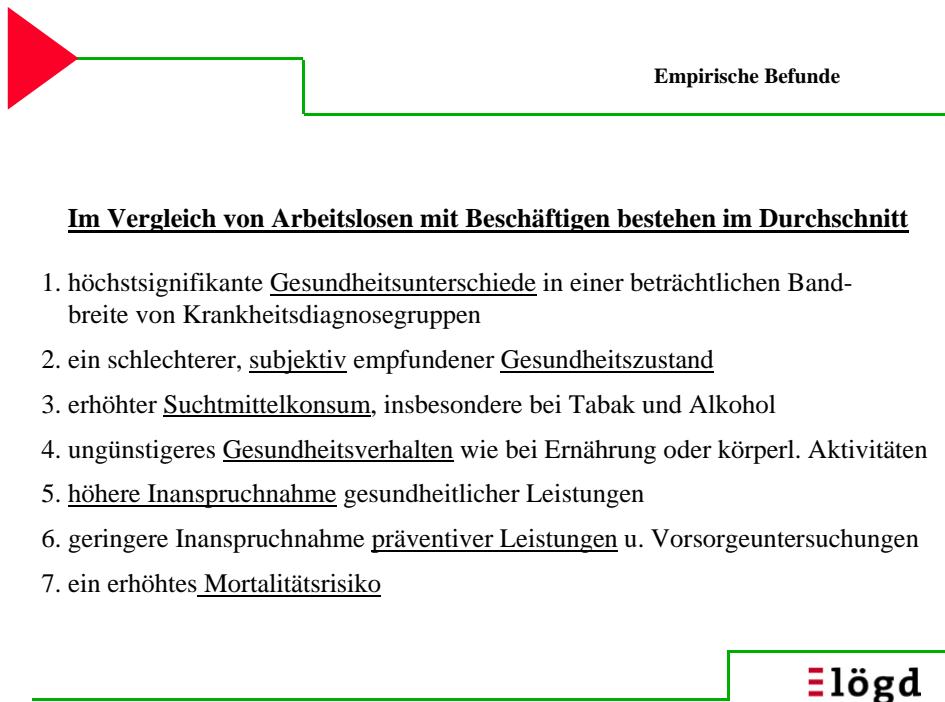 Empirische Befunde
Im Vergleich von Arbeitslosen mit Beschäftigen bestehen im Durchschnitt
1. höchstsignifikante Gesundheitsunterschiede in einer beträchtlichen Band-
breite von Krankheitsdiagnosegruppen
2. ein schlechterer, subjektiv empfundener Gesundheitszustand
3. erhöhter Suchtmittelkonsum, insbesondere bei Tabak und Alkohol
4. ungünstigeres Gesundheitsverhalten wie bei Ernährung oder körperl. Aktivitäten
5. höhere Inanspruchnahme gesundheitlicher Leistungen
6. geringere Inanspruchnahme präventiver Leistungen u. Vorsorgeuntersuchungen
7. ein erhöhtes Mortalitätsrisiko
lögd